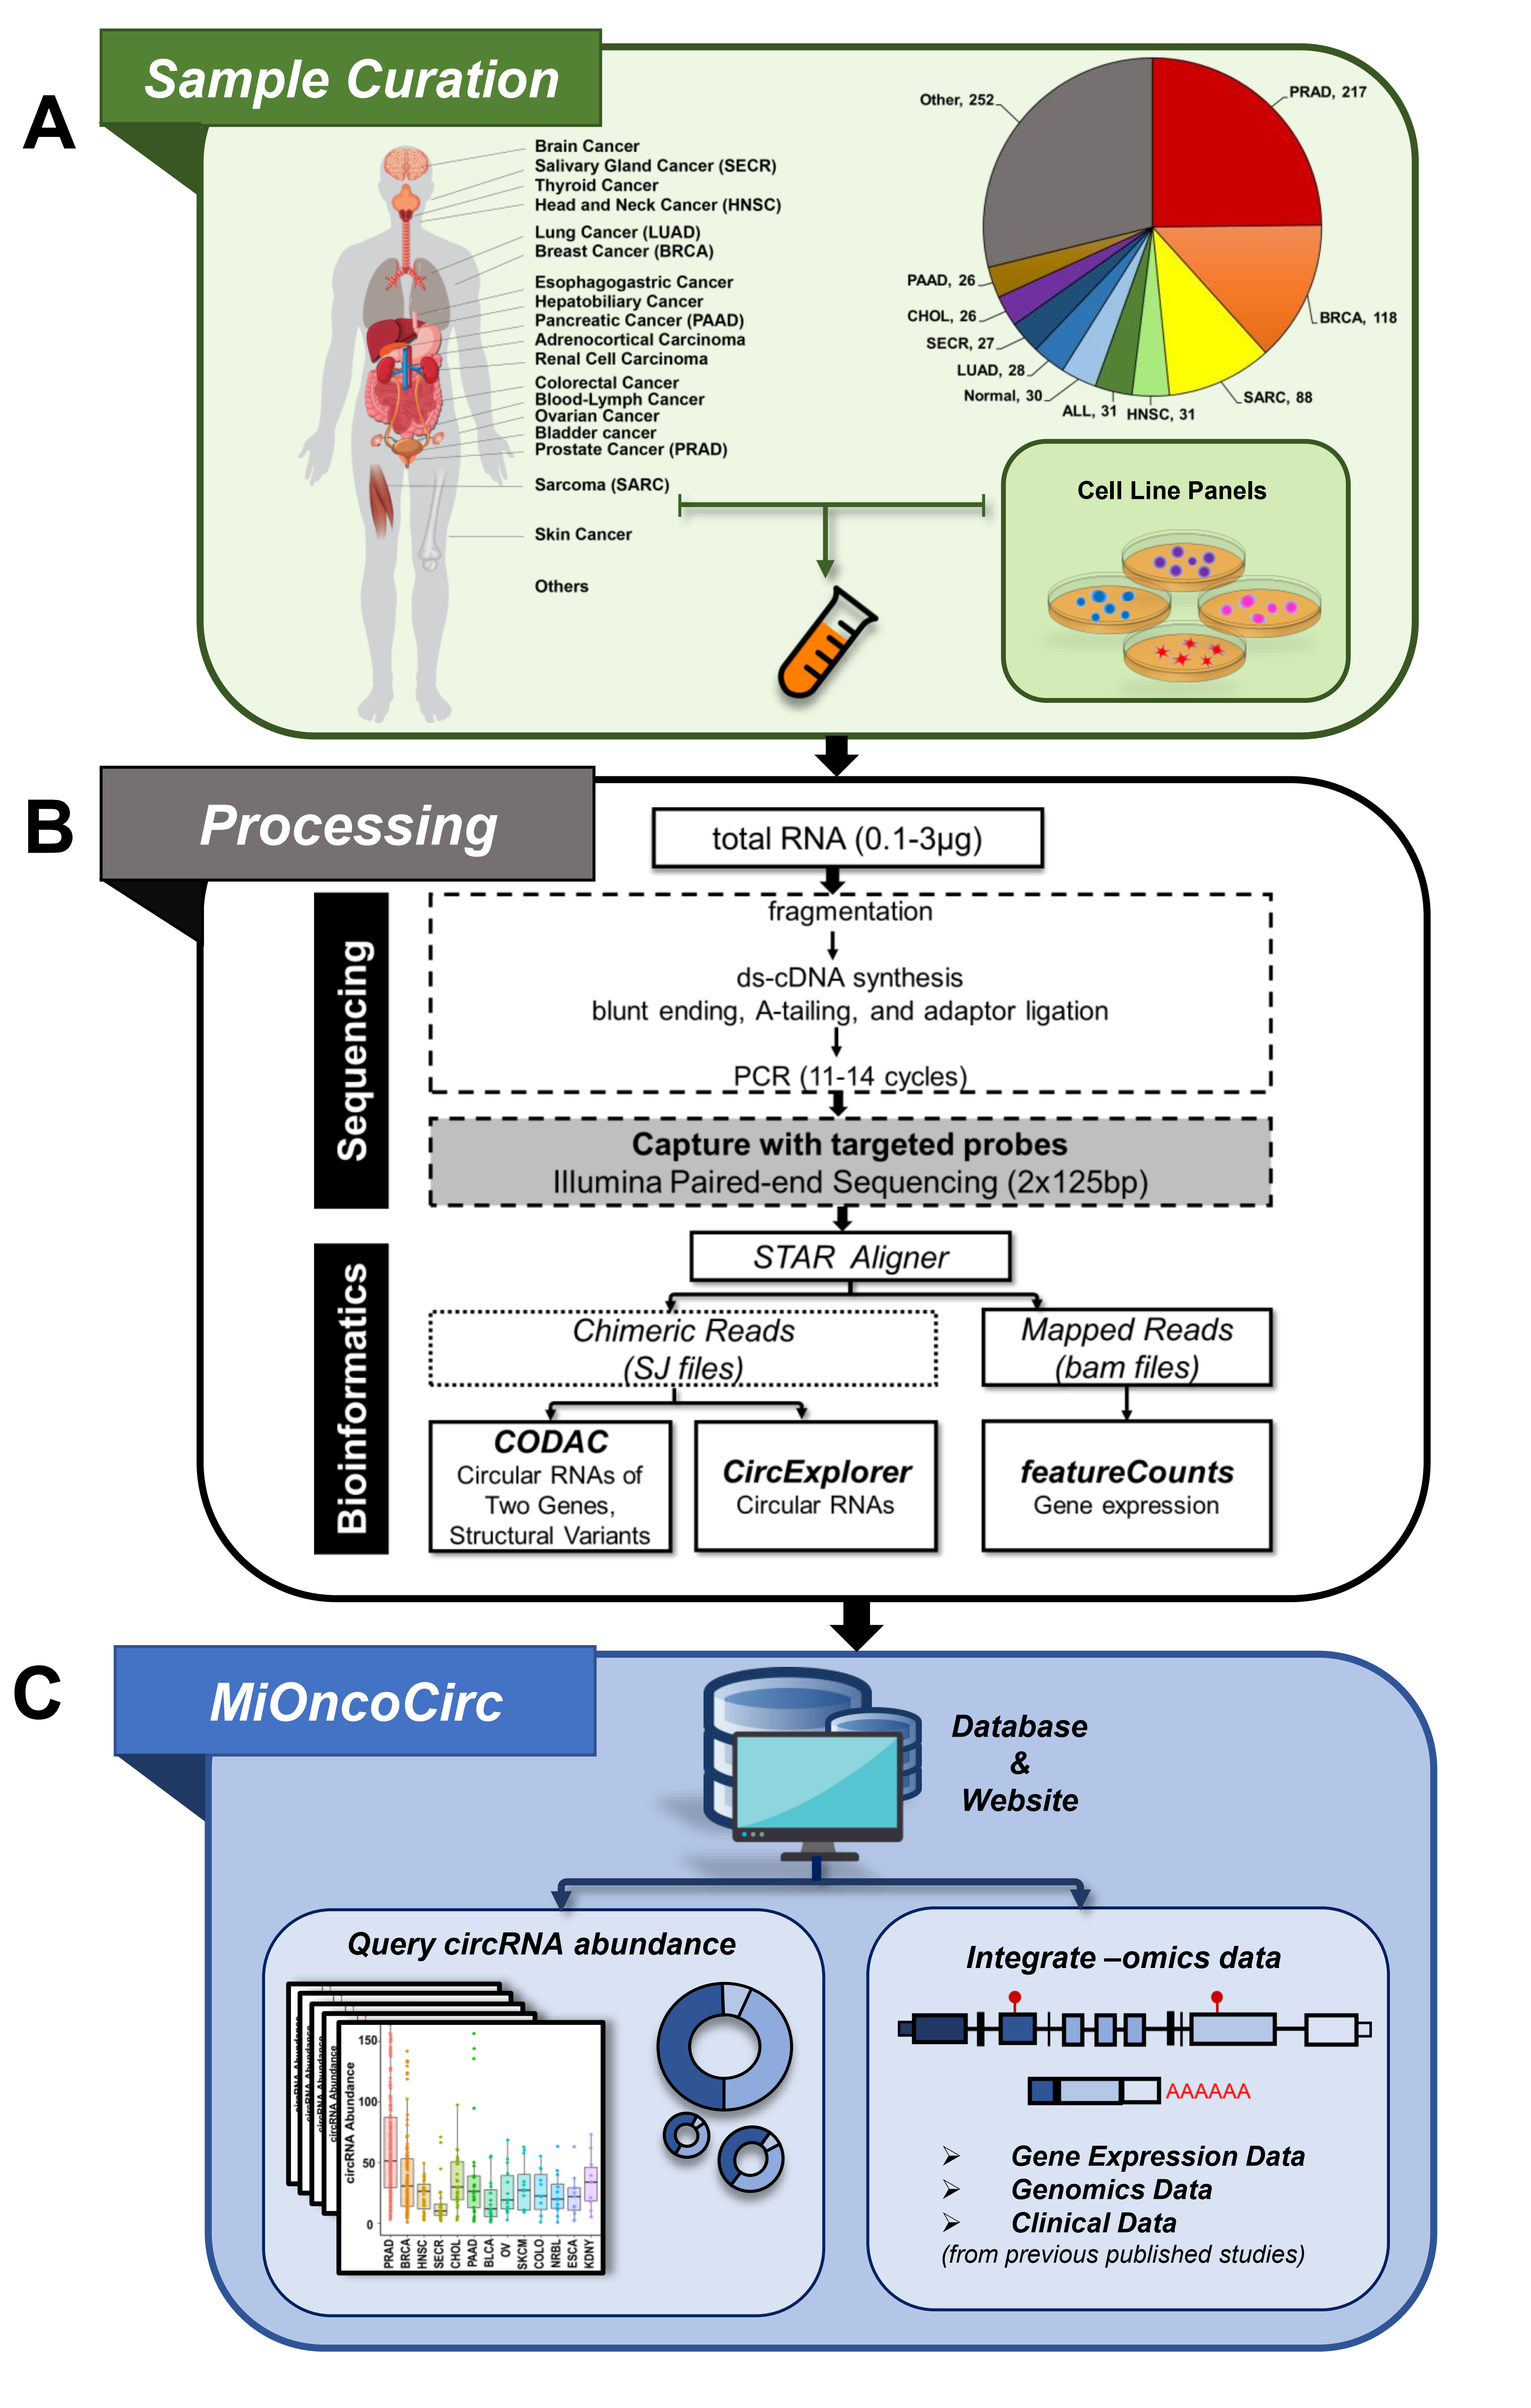 A
Sample Curation
Brain Cancer
Salivary Gland Cancer (SECR)
Thyroid Cancer
Head and Neck Cancer (HNSC)
Lung Cancer (LUAD)
Breast Cancer (BRCA)
Esophagogastric Cancer
Hepatobiliary Cancer
Pancreatic Cancer (PAAD)
Adrenocortical Carcinoma
Renal Cell Carcinoma
Colorectal Cancer
Blood-Lymph Cancer
Ovarian Cancer
Bladder cancer
Prostate Cancer (PRAD)
Sarcoma (SARC)
Skin Cancer
Others
Other, 252
PRAD, 217
BRCA, 118
SARC, 88
HNSC, 31
ALL, 31
Normal, 30
LUAD, 28
SECR, 27
CHOL, 26
PAAD, 26
Cell Line Panels
B
Processing
total RNA (0.1-3µg)
Sequencing
fragmentation
ds-cDNA synthesis
blunt ending, A-tailing, and adaptor ligation
PCR (11-14 cycles)
Capture with targeted probes
Illumina Paired-end Sequencing (2x125bp)
Bioinformatics
STAR Aligner
Chimeric Reads
(SJ files)
Mapped Reads
(bam files)
CODAC
Circular RNAs of
Two Genes,
Structural Variants
CircExplorer
Circular RNAs
featureCounts
Gene expression
C
MiOncoCirc
Database
&
Website
Query circRNA abundance
circRNA Abundance
circRNA Abundance
circRNA Abundance
circRNA Abundance
circRNA Abundance
150
100
50
0
PRAD
BRCA
HNSC
SECR
CHOL
PAAD
BLCA
OV
SKCM
COLO
NRBL
ESCA
KDNY
Integrate –omics data
AAAAAA
➢ Gene Expression Data
➢ Genomics Data
➢ Clinical Data
(from previous published studies)